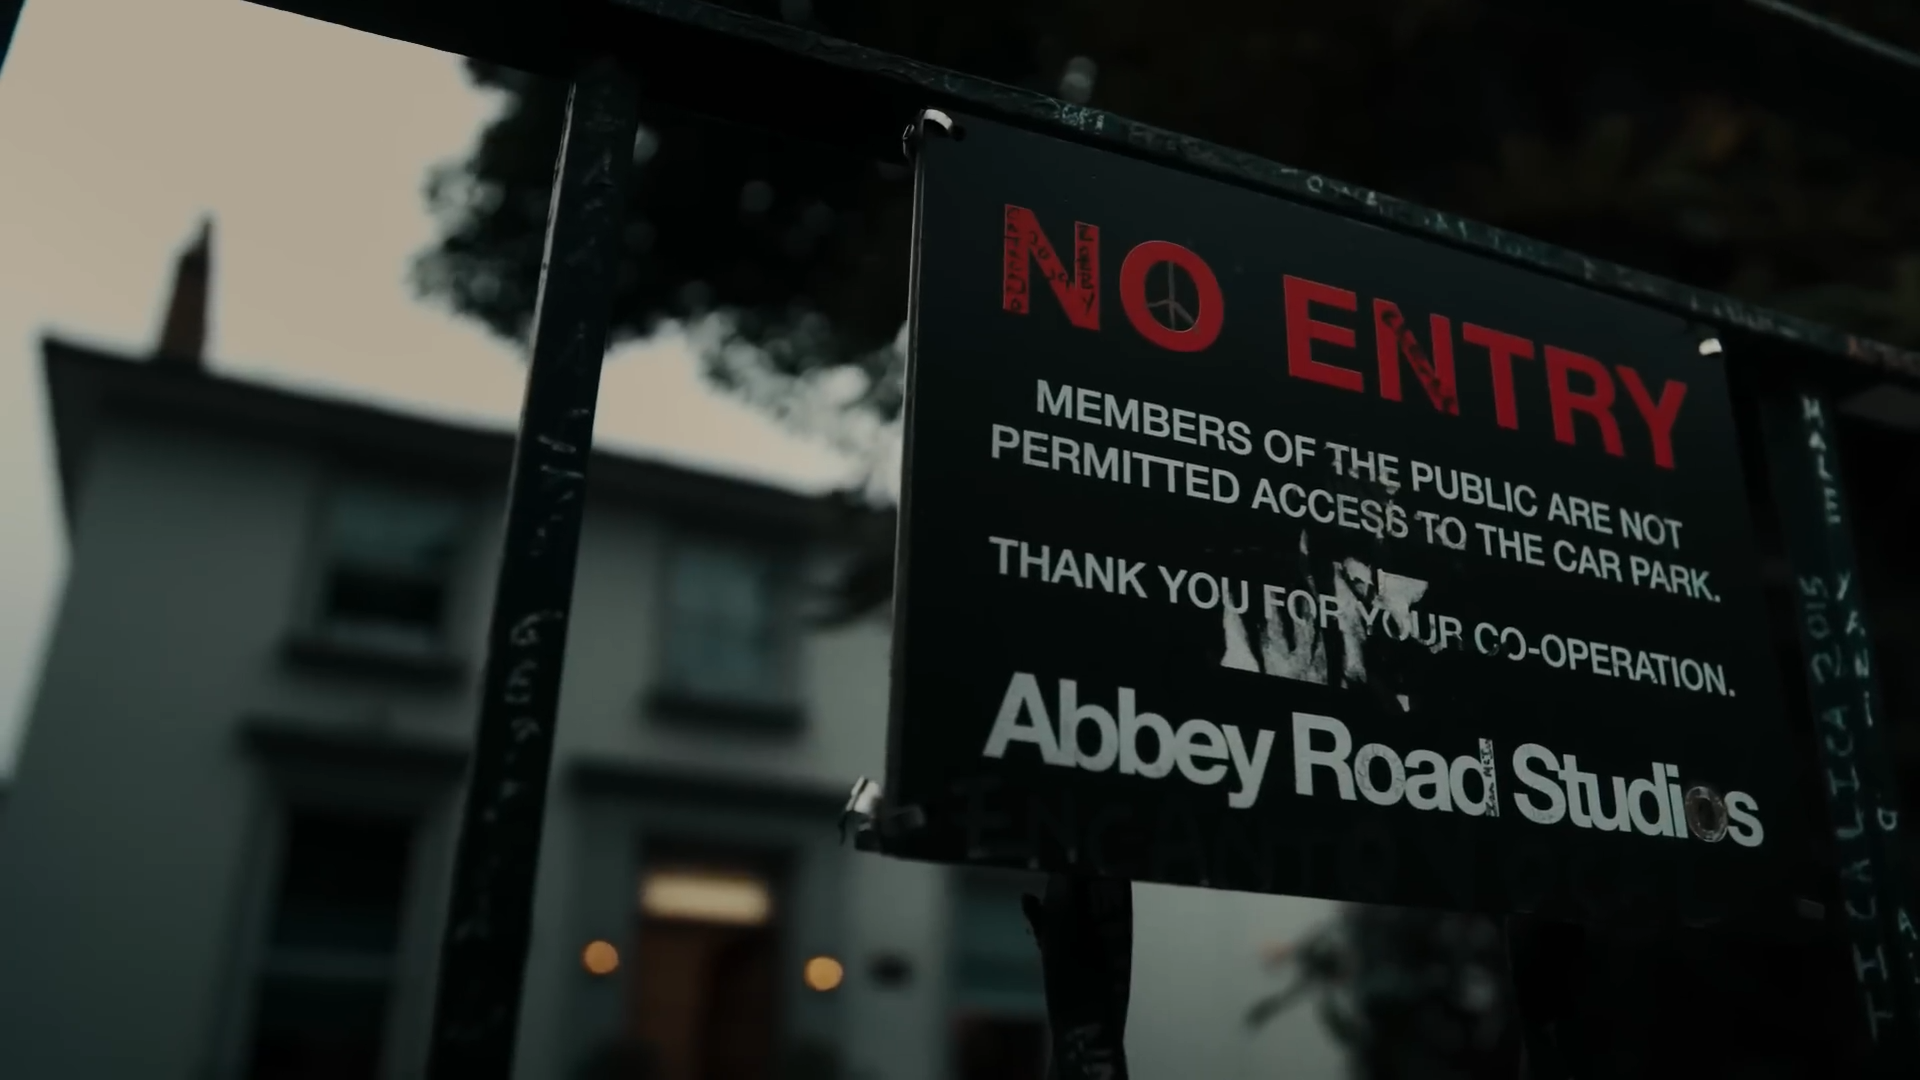 NO ENTRY
MEMBERS OF THE PUBLIC ARE NOT
PERMITTED ACCESS TO THE CAR PARK.
THANK YOU FOR YOUR CO-OPERATION.
Abbey Road Studios